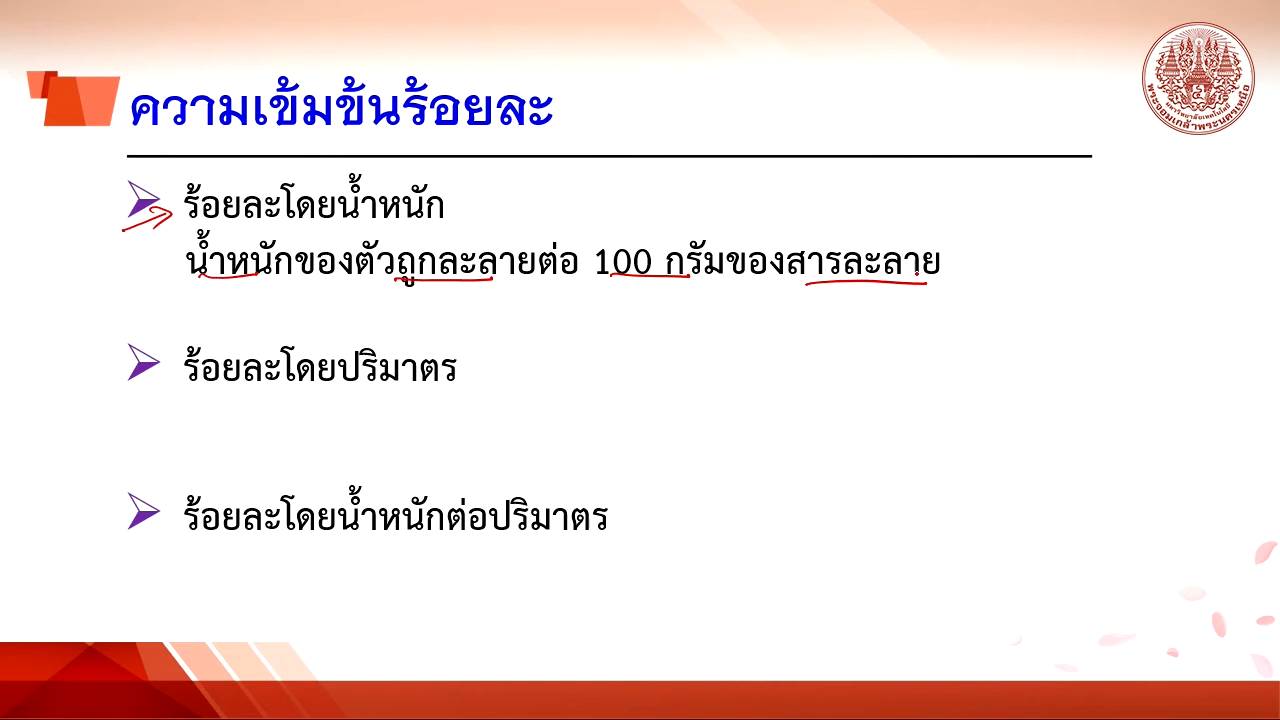 ความเข้มข้นร้อยละ
ร้อยละโดยน้ำหนัก
น้ำหนักของตัวถูกละลายต่อ 100 กรัมของสารละลาย
ร้อยละโดยปริมาตร
ร้อยละโดยน้ำหนักต่อปริมาตร